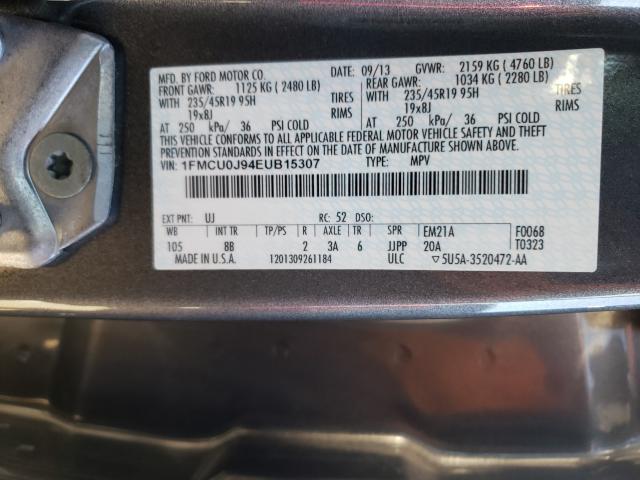 MFD. BY FORD MOTOR CO.
DATE: 09/13 GVWR: 2159 KG ( 4760 LB)
FRONT GAWR: 1125 KG ( 2480 LB) REAR GAWR: 1034 KG ( 2280 LB)
WITH 235/45R19 95H TIRES WITH 235/45R19 95H TIRES
19x8J RIMS 19x8J RIMS
AT 250 kPa/ 36 PSI COLD AT 250 kPa/ 36 PSI COLD
THIS VEHICLE CONFORMS TO ALL APPLICABLE FEDERAL MOTOR VEHICLE SAFETY AND THEFT
PREVENTION STANDARDS IN EFFECT ON THE DATE OF MANUFACTURE SHOWN ABOVE.
VIN: 1FMCU0J94EUB15307 TYPE: MPV
EXT PNT: UJ RC: 52 DSO:
WB INT TR TP/PS R AXLE TR SPR EM21A F0068
105 8B 2 3A 6 JJPP 20A T0323
MADE IN U.S.A. 1201309261184 ULC ▽5U5A-3520472-AA